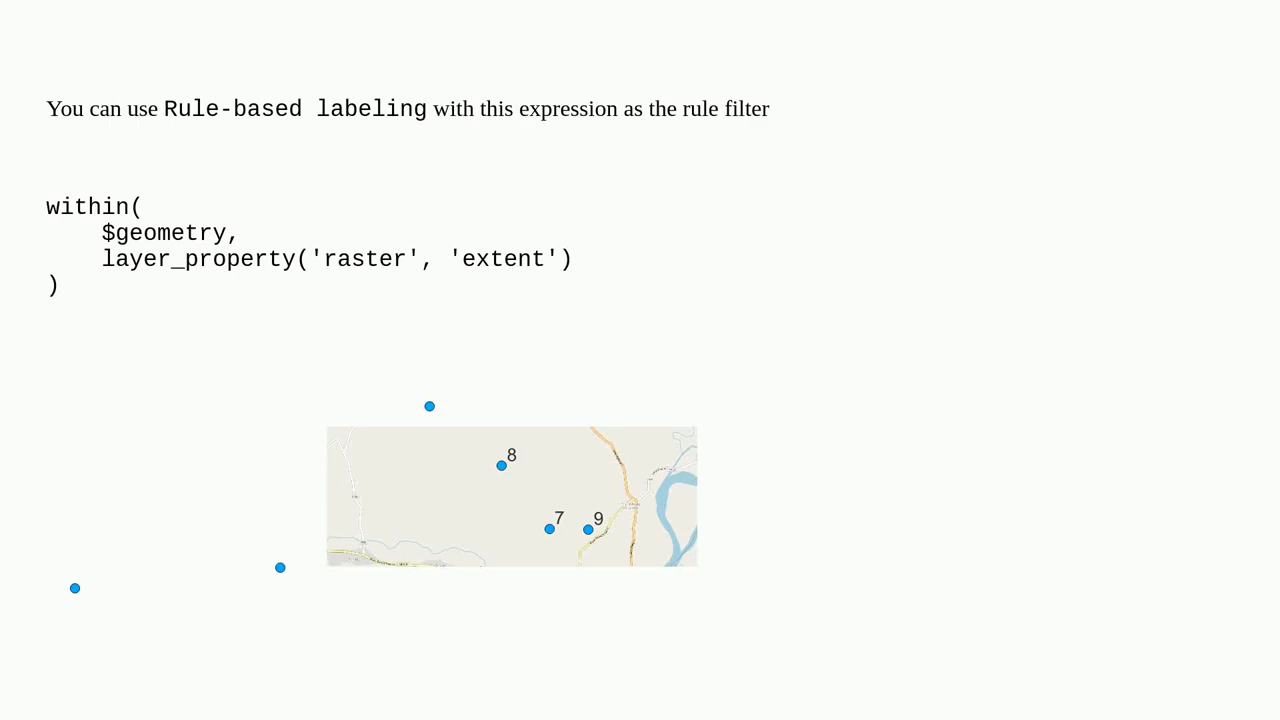 You can use Rule-based labeling with this expression as the rule filter
within(
    $geometry,
    layer_property('raster', 'extent')
)
8
7 9